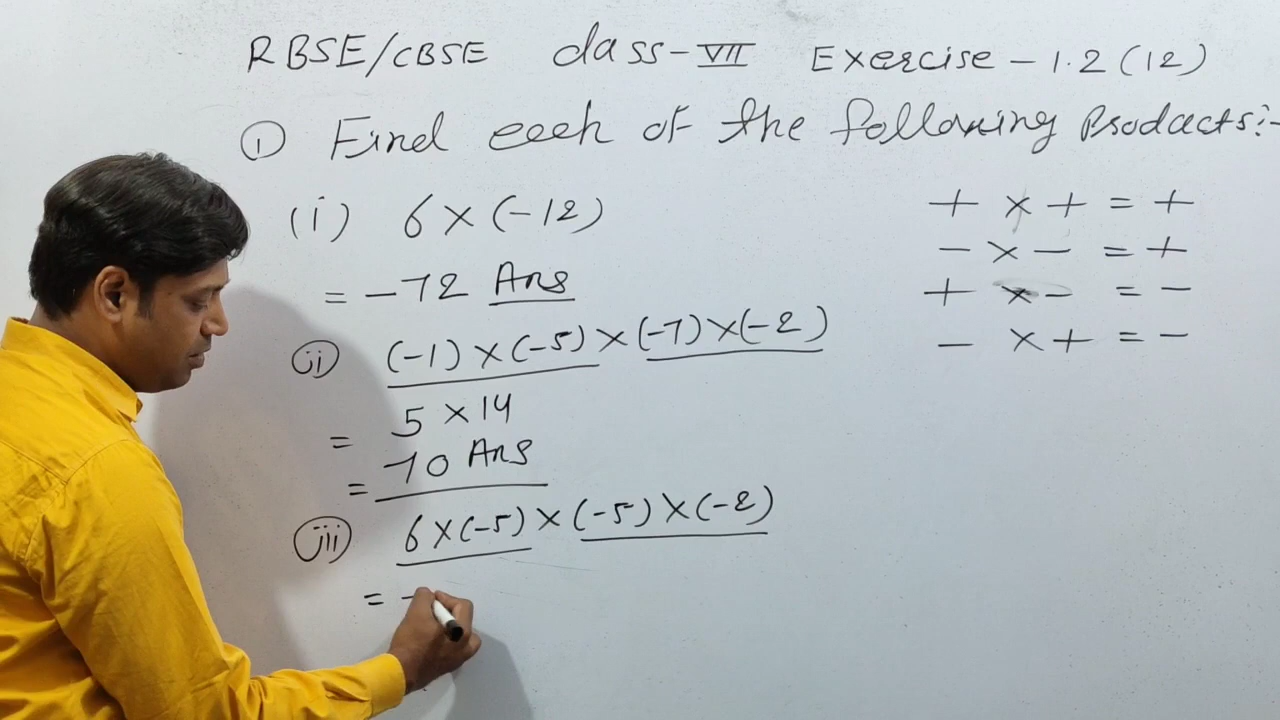 RBSE/CBSE class-VII Exercise-1.2(12)
① Find each of the following Products:-
(i) 6×(-12)
= -72 Ans
(ii) (-1)×(-5)×(-7)×(-2)
= 5×14
= 70 Ans
(iii) 6×(-5)×(-5)×(-2)
= -
+ × + = +
- × - = +
+ × - = -
- × + = -